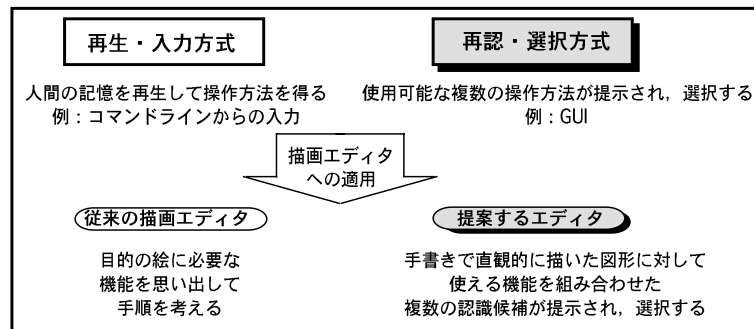 再生・入力方式
再認・選択方式
人間の記憶を再生して操作方法を得る
例：コマンドラインからの入力
使用可能な複数の操作方法が提示され，選択する
例：GUI
描画エディタ
への適用
従来の描画エディタ
提案するエディタ
目的の絵に必要な
機能を思い出して
手順を考える
手書きで直観的に描いた図形に対して
使える機能を組み合わせた
複数の認識候補が提示され，選択する